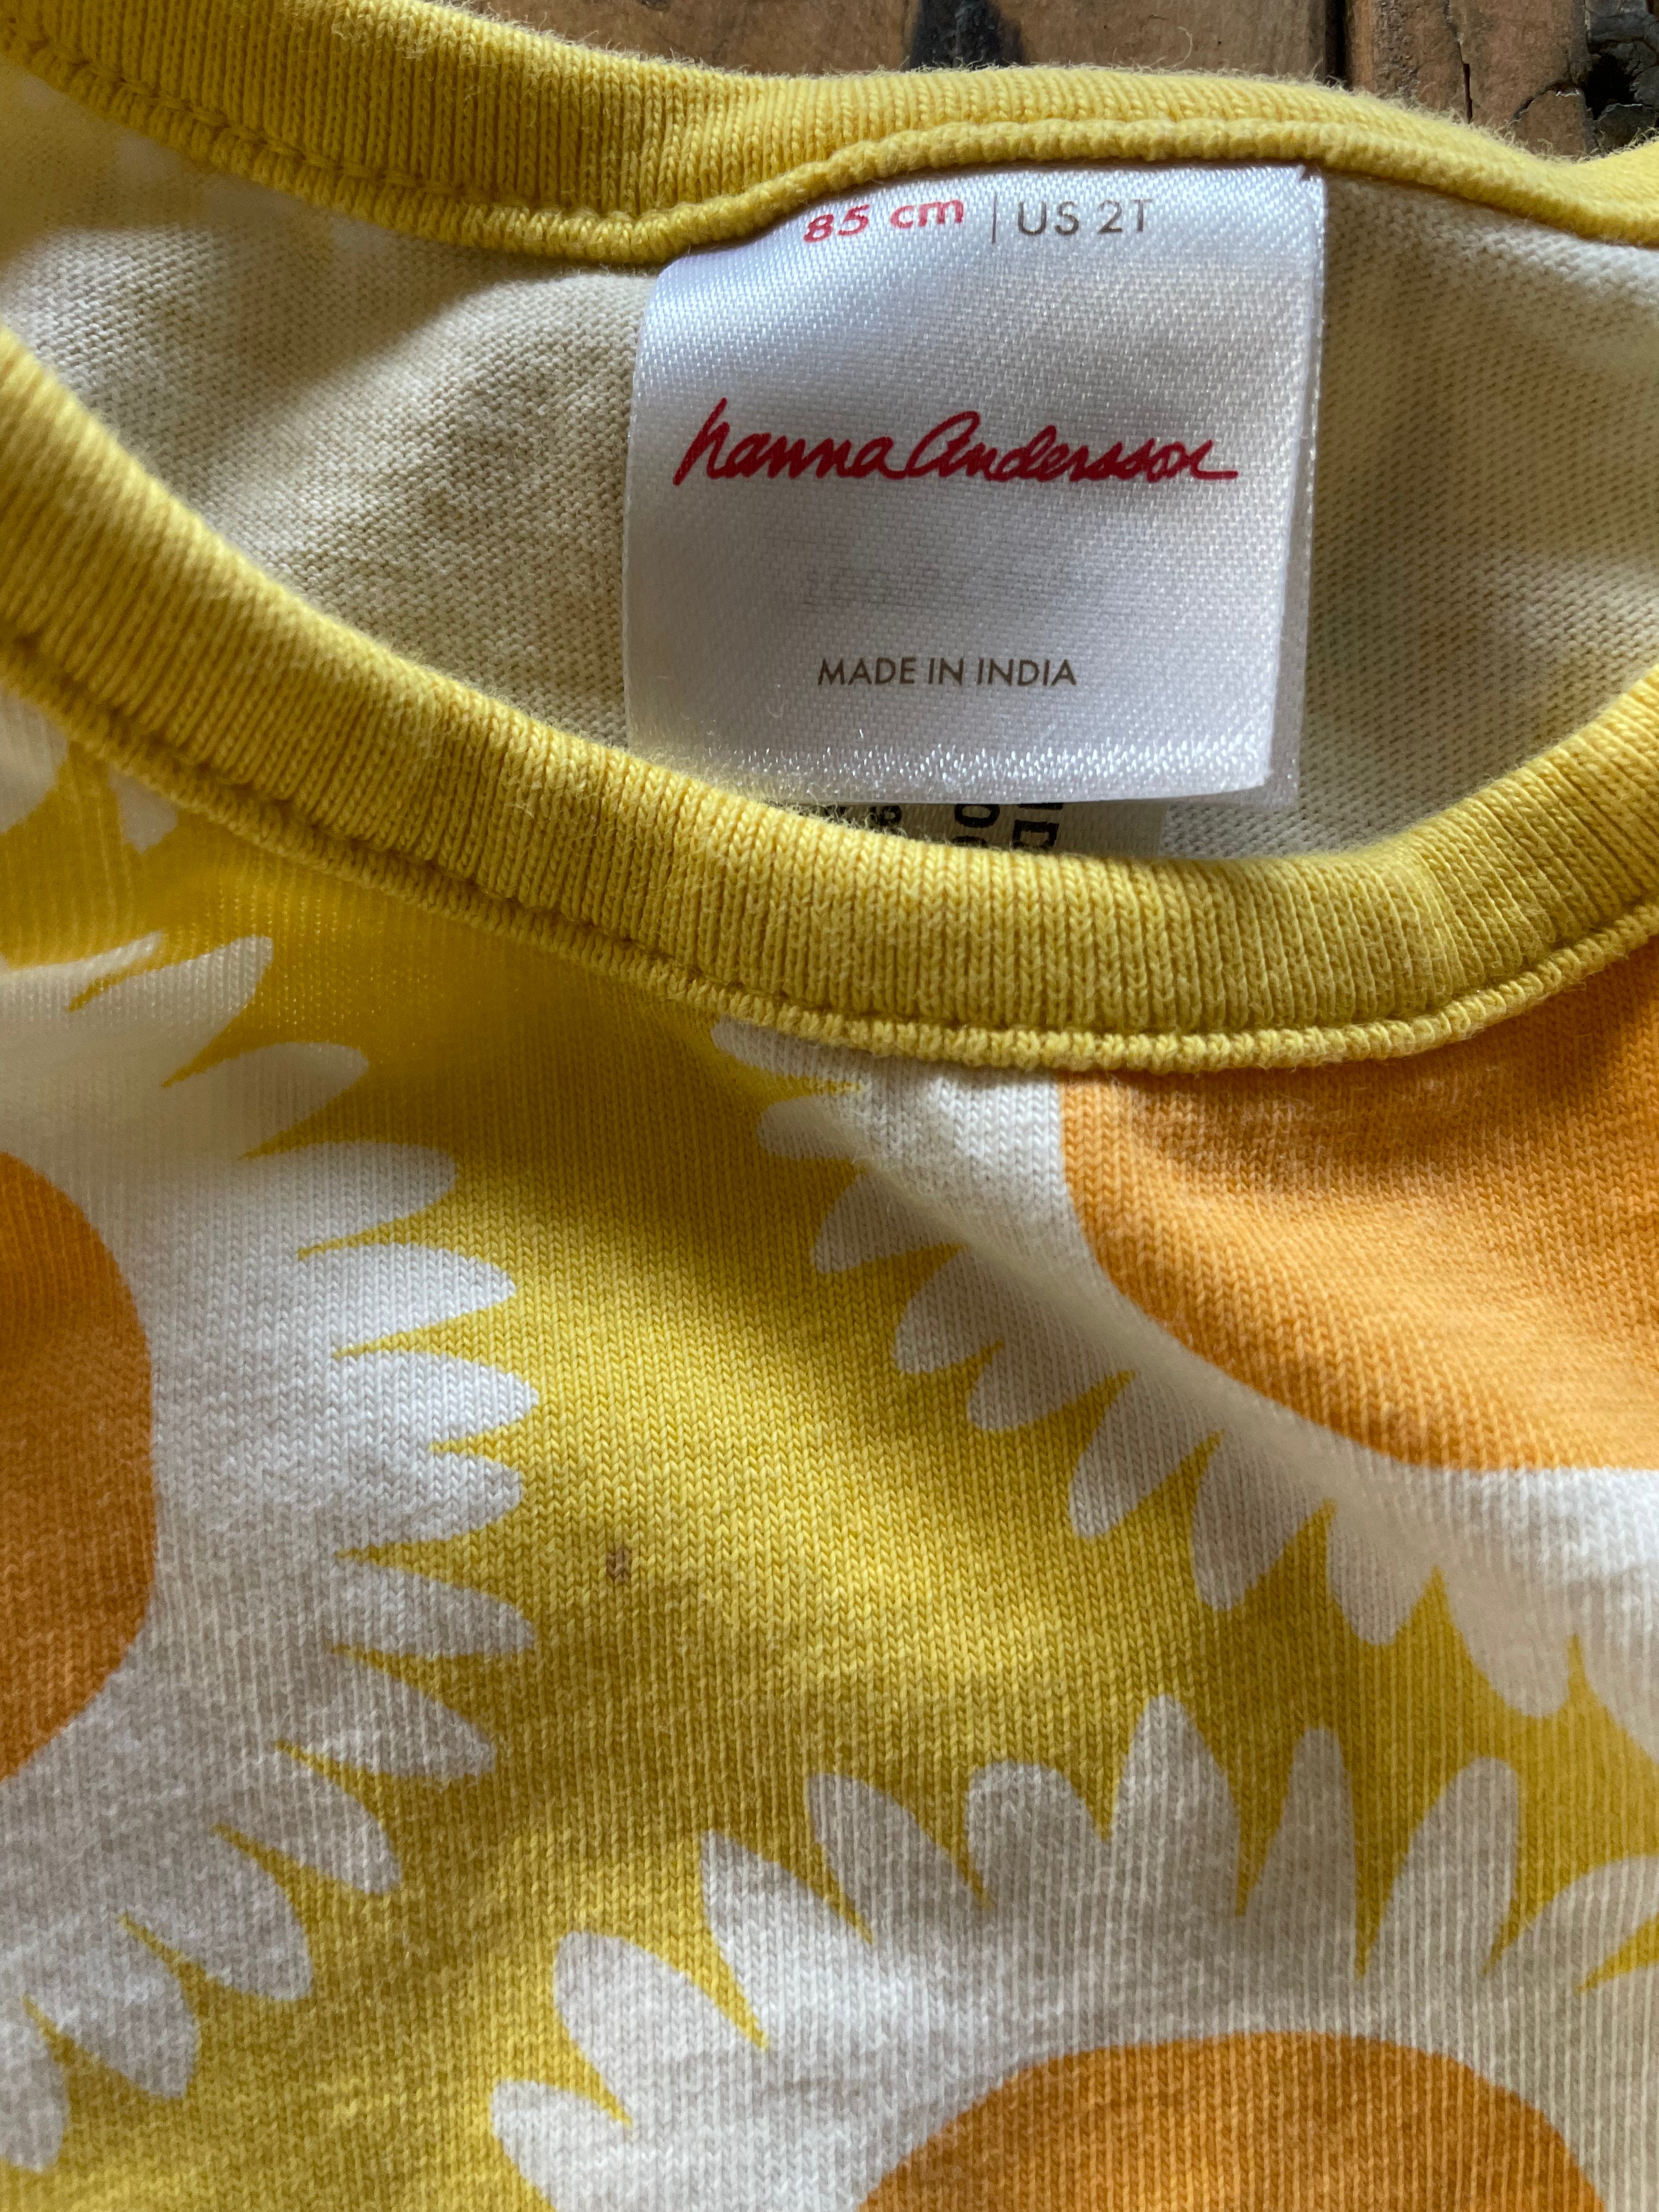 85 cm | US 2T
hanna Andersson
MADE IN INDIA